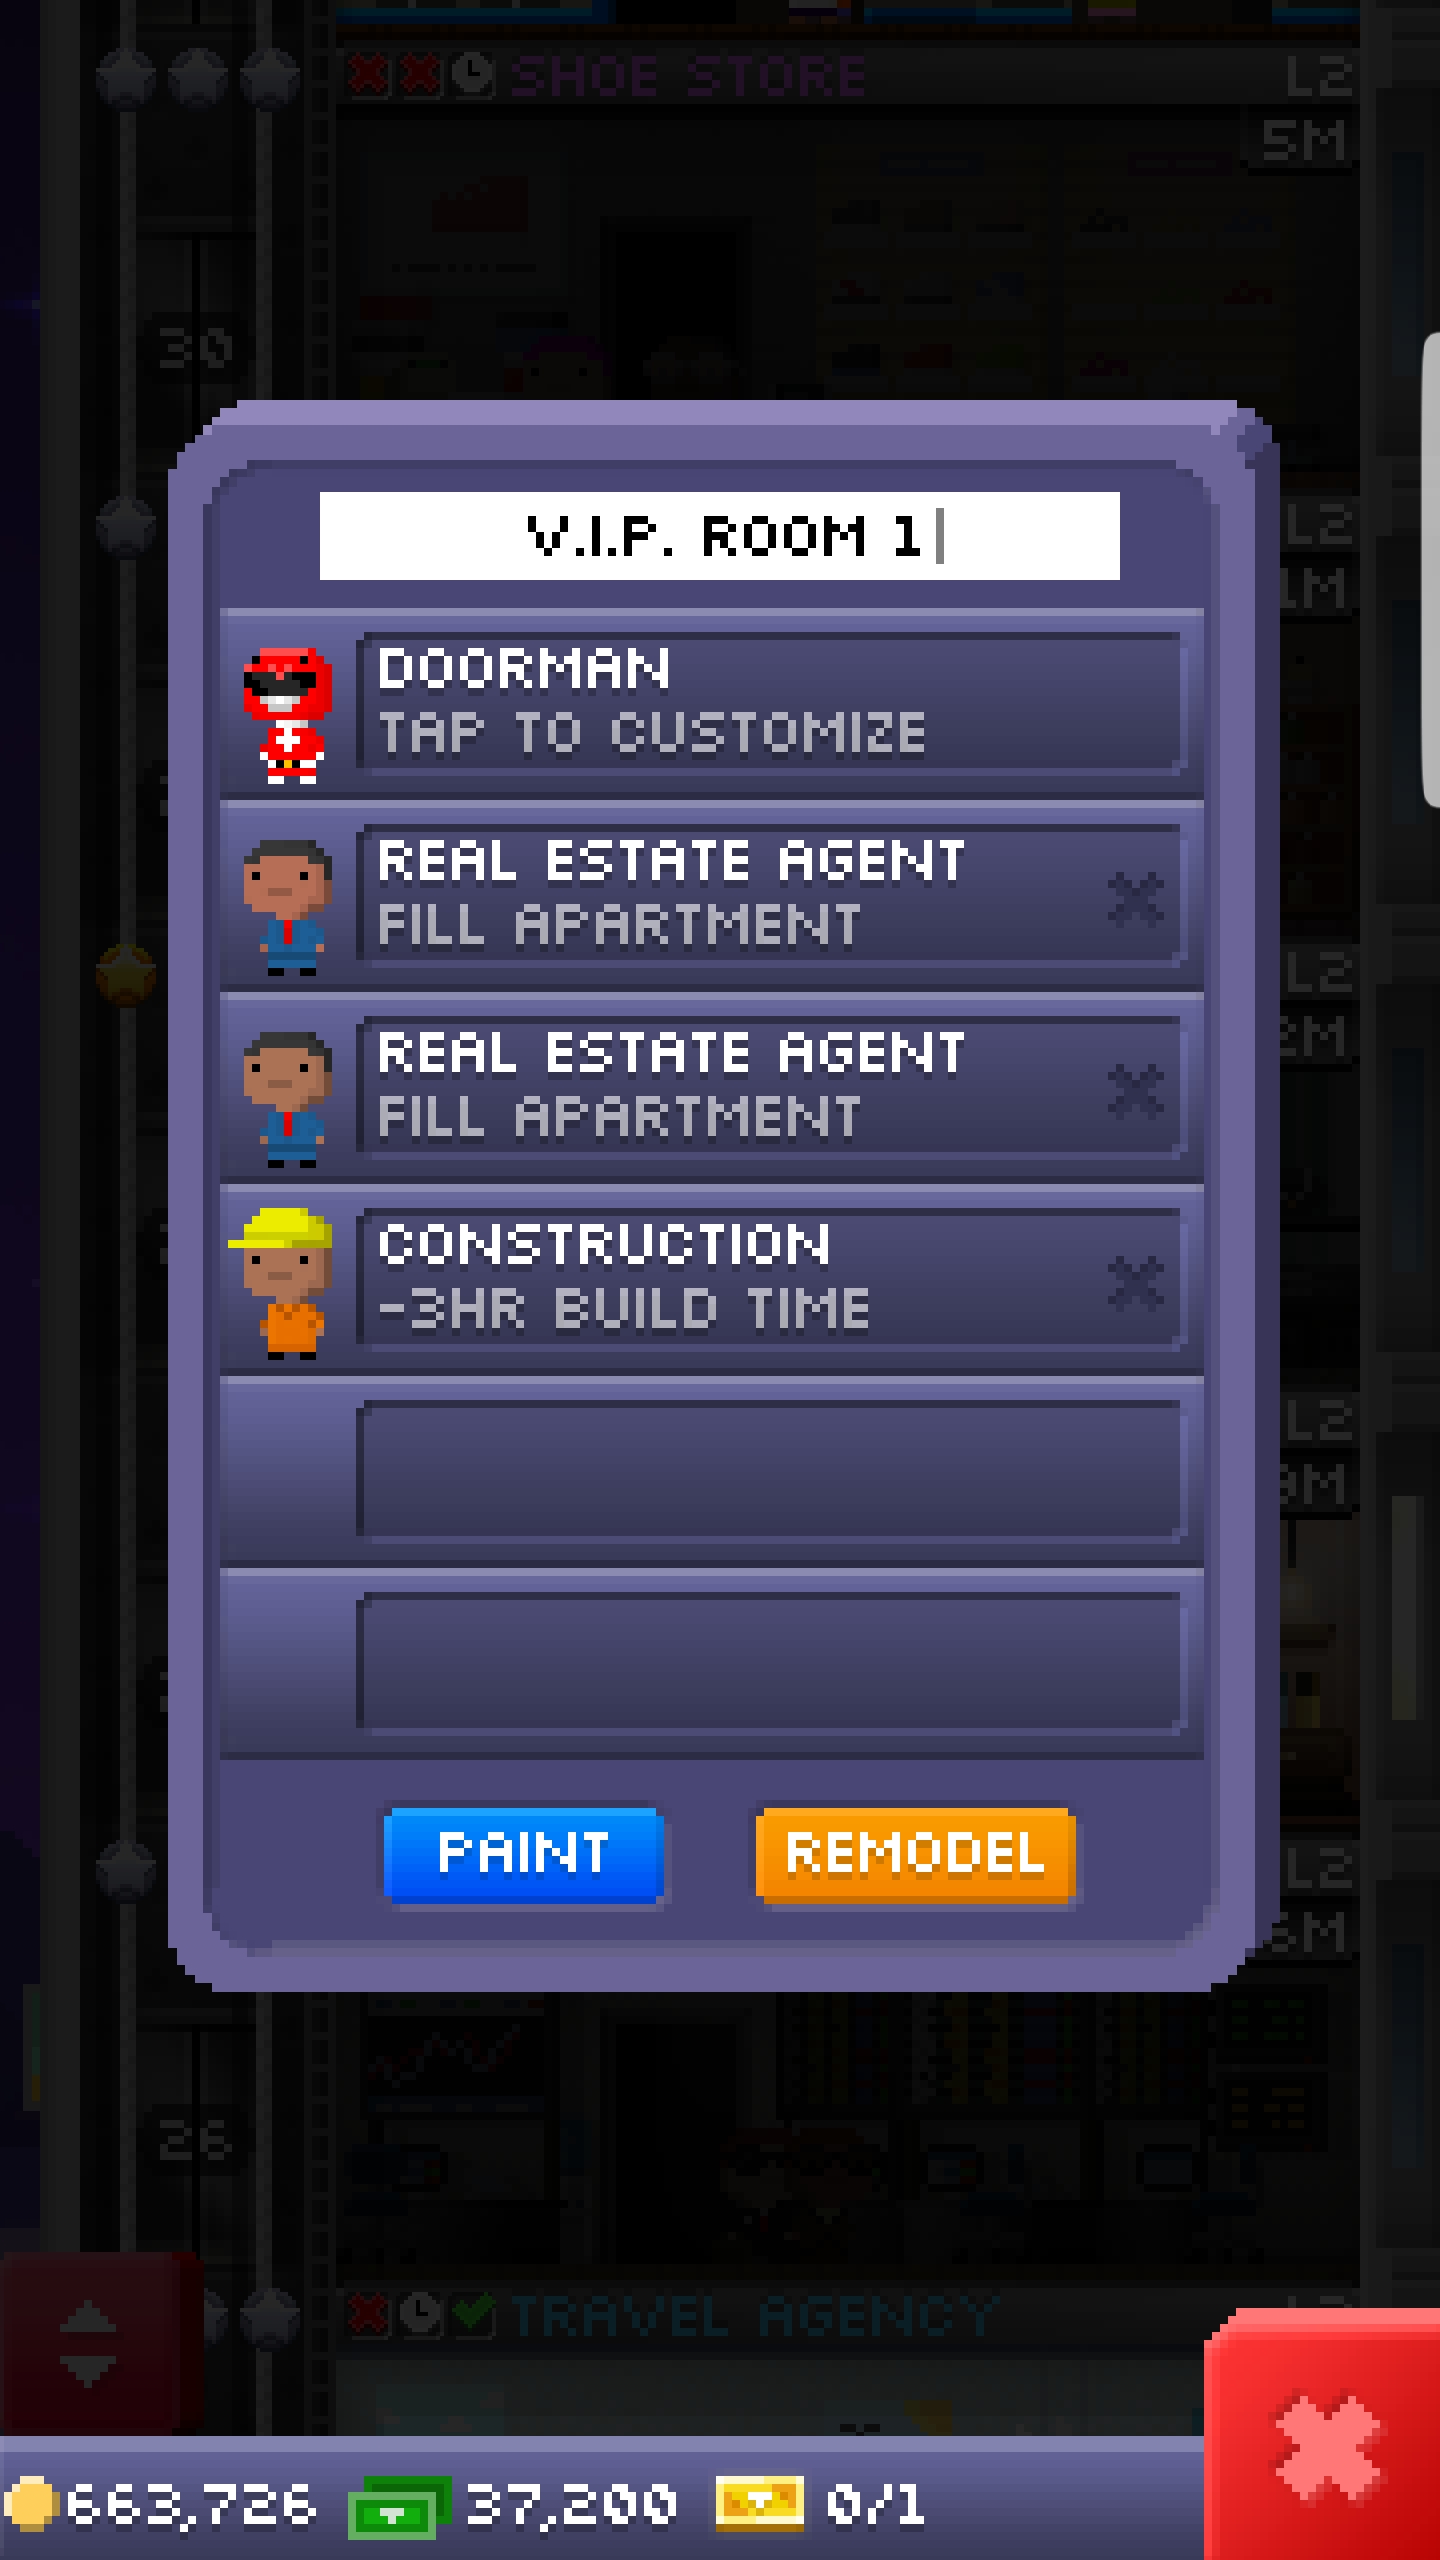 SHOE STORE L2
5M
30
V.I.P. ROOM 1
L2
1M
DOORMAN
TAP TO CUSTOMIZE
REAL ESTATE AGENT
FILL APARTMENT
L2
2M
REAL ESTATE AGENT
FILL APARTMENT
CONSTRUCTION
-3HR BUILD TIME
L2
9M
PAINT
REMODEL
L2
26
TRAVEL AGENCY
663,726 37,200 0/1